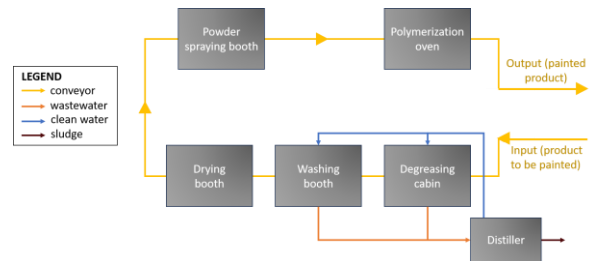 Powder
spraying booth
Polymerization
oven
Output (painted
product)
LEGEND
conveyor
wastewater
clean water
sludge
Drying
booth
Washing
booth
Degreasing
cabin
Input (product
to be painted)
Distiller